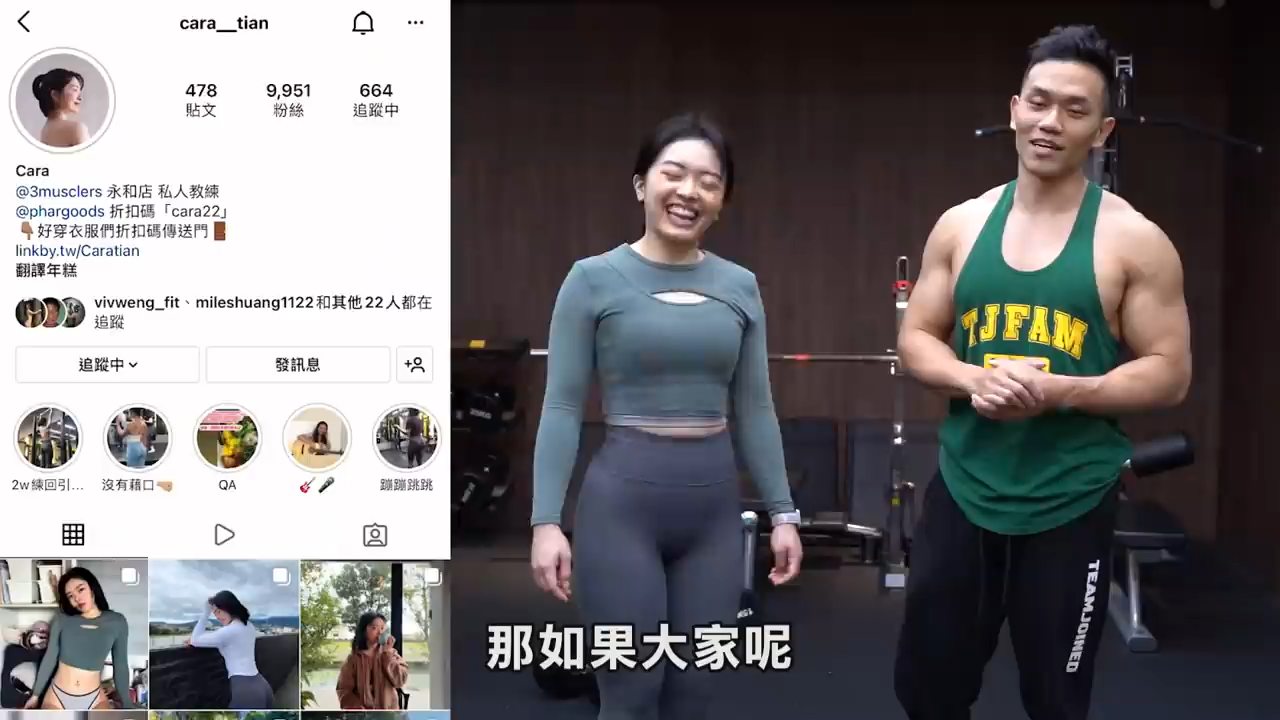 cara__tian
478
貼文
9,951
粉絲
664
追蹤中
Cara
@3musclers 永和店 私人教練
@phargoods 折扣碼「cara22」
👇🏽好穿衣服們折扣碼傳送門🚪
linkby.tw/Caratian
翻譯年糕
vivweng_fit、mileshuang1122和其他 22 人都在
追蹤
追蹤中
發訊息
2w練回引...
沒有藉口🤜🏼
QA
🎸🎤
蹦蹦跳跳
TJFAM
TEAMJOINED
那如果大家呢